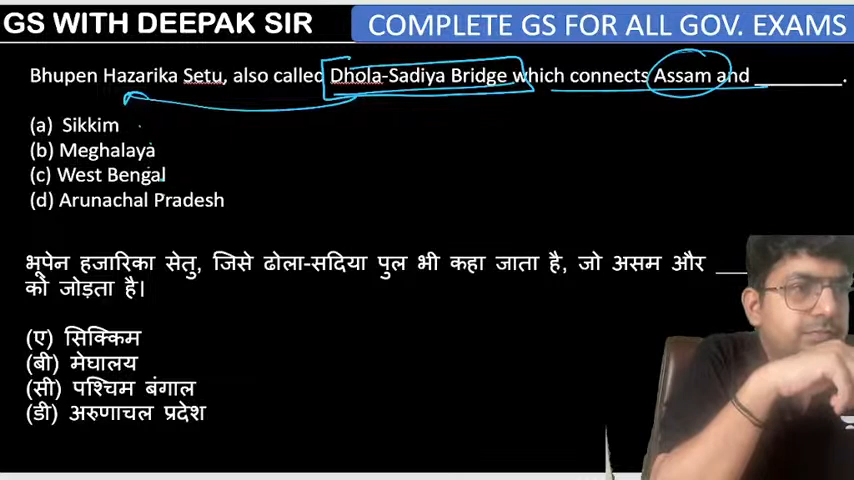 GS WITH DEEPAK SIR
COMPLETE GS FOR ALL GOV. EXAMS
Bhupen Hazarika Setu, also called Dhola-Sadiya Bridge which connects Assam and ________.
(a) Sikkim
(b) Meghalaya
(c) West Bengal
(d) Arunachal Pradesh
भूपेन हजारिका सेतु, जिसे ढोला-सदिया पुल भी कहा जाता है, जो असम और ___
को जोड़ता है।
(ए) सिक्किम
(बी) मेघालय
(सी) पश्चिम बंगाल
(डी) अरुणाचल प्रदेश